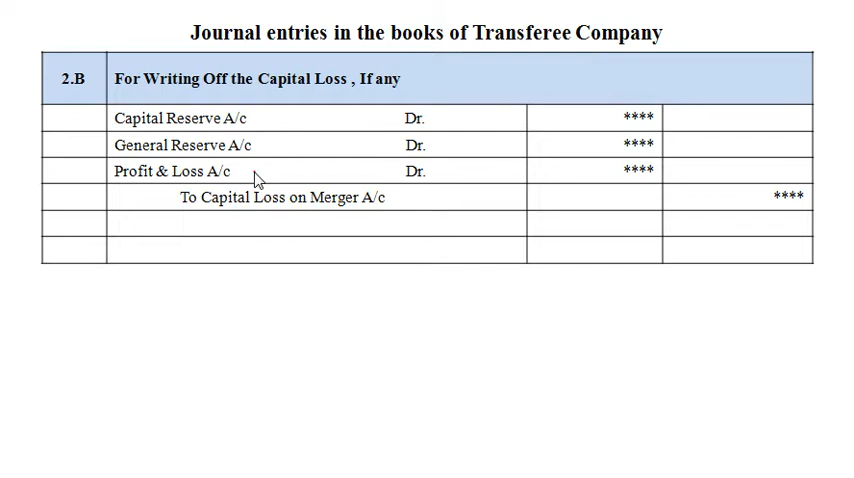 Journal entries in the books of Transferee Company
2.B For Writing Off the Capital Loss , If any
Capital Reserve A/c Dr. ****
General Reserve A/c Dr. ****
Profit & Loss A/c Dr. ****
To Capital Loss on Merger A/c ****